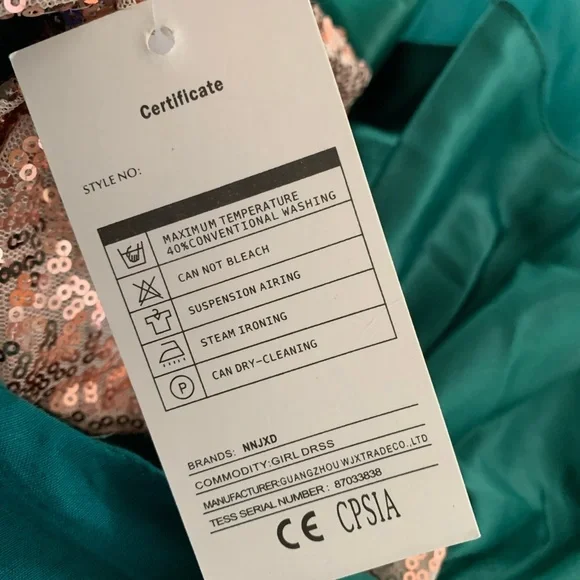 Certificate
STYLE NO:
MAXIMUM TEMPERATURE
40%CONVENTIONAL WASHING
CAN NOT BLEACH
SUSPENSION AIRING
STEAM IRONING
P
CAN DRY-CLEANING
BRANDS: NNJXD
COMMODITY:GIRL DRSS
MANUFACTURER:GUANGZHOU WJXTRADECO.,LTD
TESS SERIAL NUMBER : 87033838
CE CPSIA